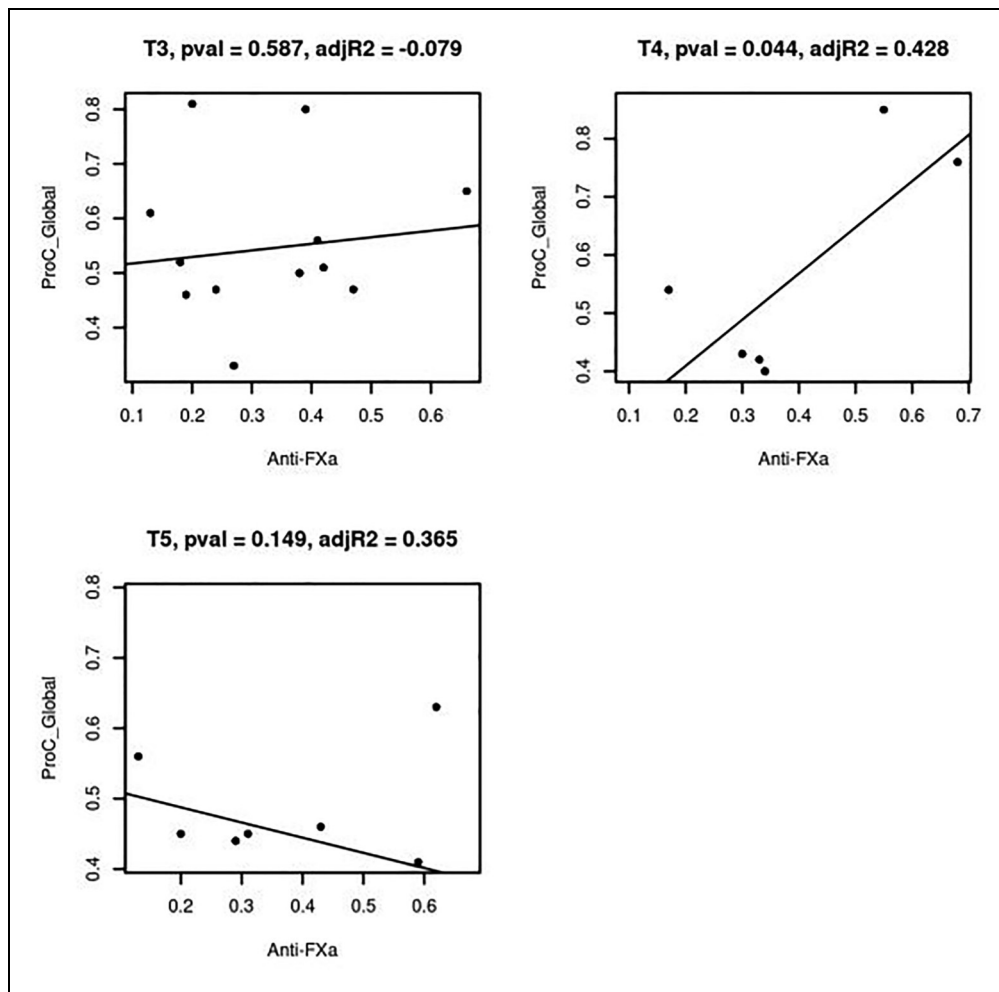 T3, pval = 0.587, adjR2 = -0.079
ProC_Global
0.8
0.7
0.6
0.5
0.4
0.1 0.2 0.3 0.4 0.5 0.6
Anti-FXa
T4, pval = 0.044, adjR2 = 0.428
ProC_Global
0.8
0.7
0.6
0.5
0.4
0.1 0.2 0.3 0.4 0.5 0.6 0.7
Anti-FXa
T5, pval = 0.149, adjR2 = 0.365
ProC_Global
0.8
0.7
0.6
0.5
0.4
0.2 0.3 0.4 0.5 0.6
Anti-FXa